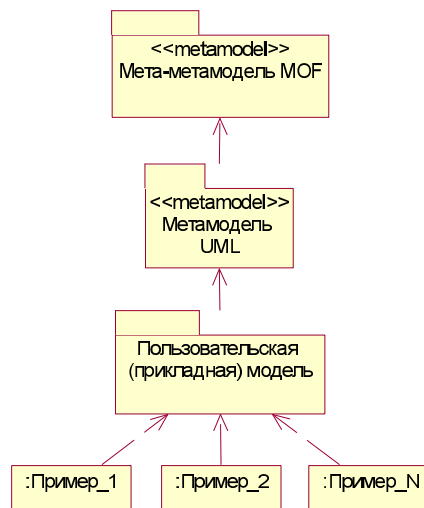 <<metamodel>>
Мета-метамодель MOF
<<metamodel>>
Метамодель
UML
Пользовательская
(прикладная) модель
:Пример_1
:Пример_2
:Пример_N